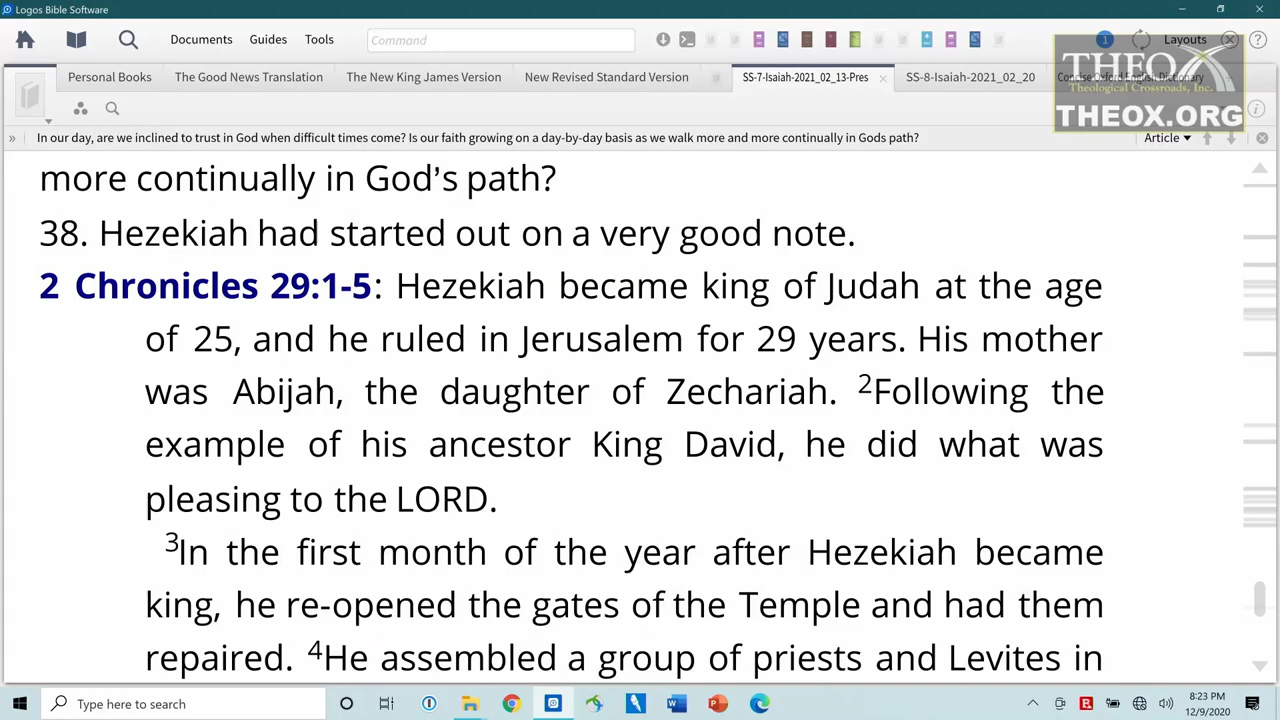 Logos Bible Software
Documents Guides Tools Command Layouts
THEOX
Theological Crossroads, Inc.
THEOX.ORG
Personal Books The Good News Translation The New King James Version New Revised Standard Version SS-7-Isaiah-2021_02_13-Pres SS-8-Isaiah-2021_02_20 Concise Oxford English Dictionary
In our day, are we inclined to trust in God when difficult times come? Is our faith growing on a day-by-day basis as we walk more and more continually in Gods path? Article
more continually in God's path?
38. Hezekiah had started out on a very good note.
2 Chronicles 29:1-5: Hezekiah became king of Judah at the age
of 25, and he ruled in Jerusalem for 29 years. His mother
was Abijah, the daughter of Zechariah. 2Following the
example of his ancestor King David, he did what was
pleasing to the LORD.
3In the first month of the year after Hezekiah became
king, he re-opened the gates of the Temple and had them
repaired. 4He assembled a group of priests and Levites in
Type here to search
8:23 PM
12/9/2020